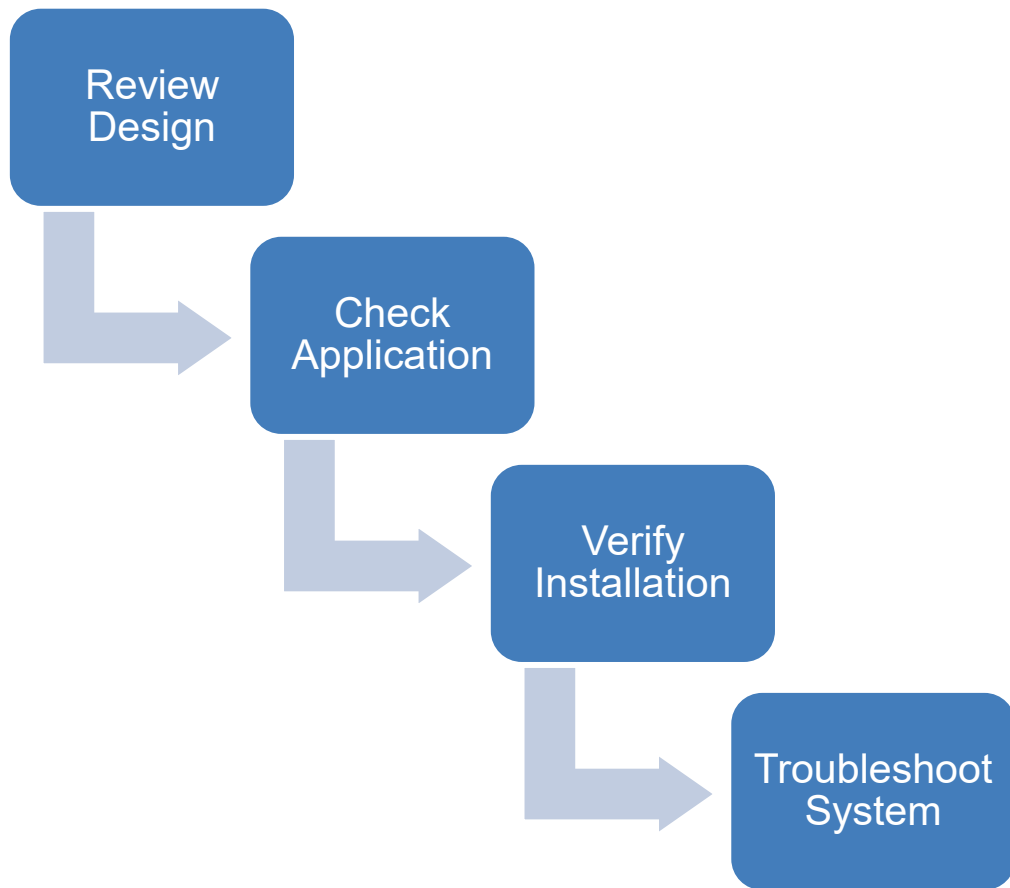 Review
Design
Check
Application
Verify
Installation
Troubleshoot
System